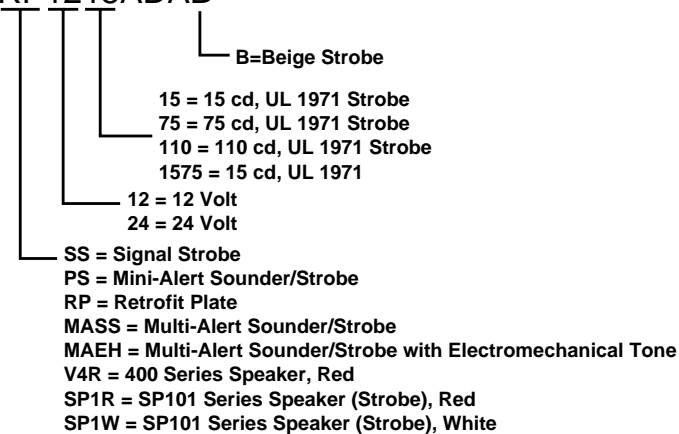 B=Beige Strobe
15 = 15 cd, UL 1971 Strobe
75 = 75 cd, UL 1971 Strobe
110 = 110 cd, UL 1971 Strobe
1575 = 15 cd, UL 1971
12 = 12 Volt
24 = 24 Volt
SS = Signal Strobe
PS = Mini-Alert Sounder/Strobe
RP = Retrofit Plate
MASS = Multi-Alert Sounder/Strobe
MAEH = Multi-Alert Sounder/Strobe with Electromechanical Tone
V4R = 400 Series Speaker, Red
SP1R = SP101 Series Speaker (Strobe), Red
SP1W = SP101 Series Speaker (Strobe), White